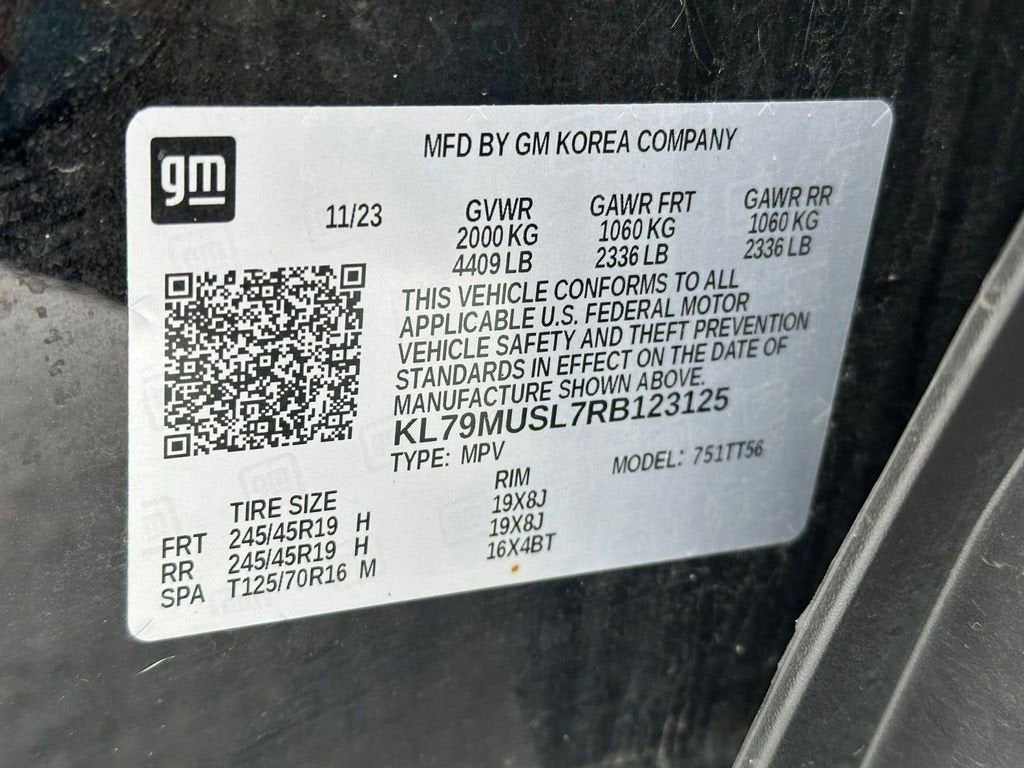 gm
MFD BY GM KOREA COMPANY
11/23
GVWR GAWR FRT GAWR RR
2000 KG 1060 KG 1060 KG
4409 LB 2336 LB 2336 LB
THIS VEHICLE CONFORMS TO ALL
APPLICABLE U.S. FEDERAL MOTOR
VEHICLE SAFETY AND THEFT PREVENTION
STANDARDS IN EFFECT ON THE DATE OF
MANUFACTURE SHOWN ABOVE.
KL79MUSL7RB123125
TYPE: MPV MODEL: 751TT56
TIRE SIZE RIM
FRT 245/45R19 H 19X8J
RR 245/45R19 H 19X8J
SPA T125/70R16 M 16X4BT